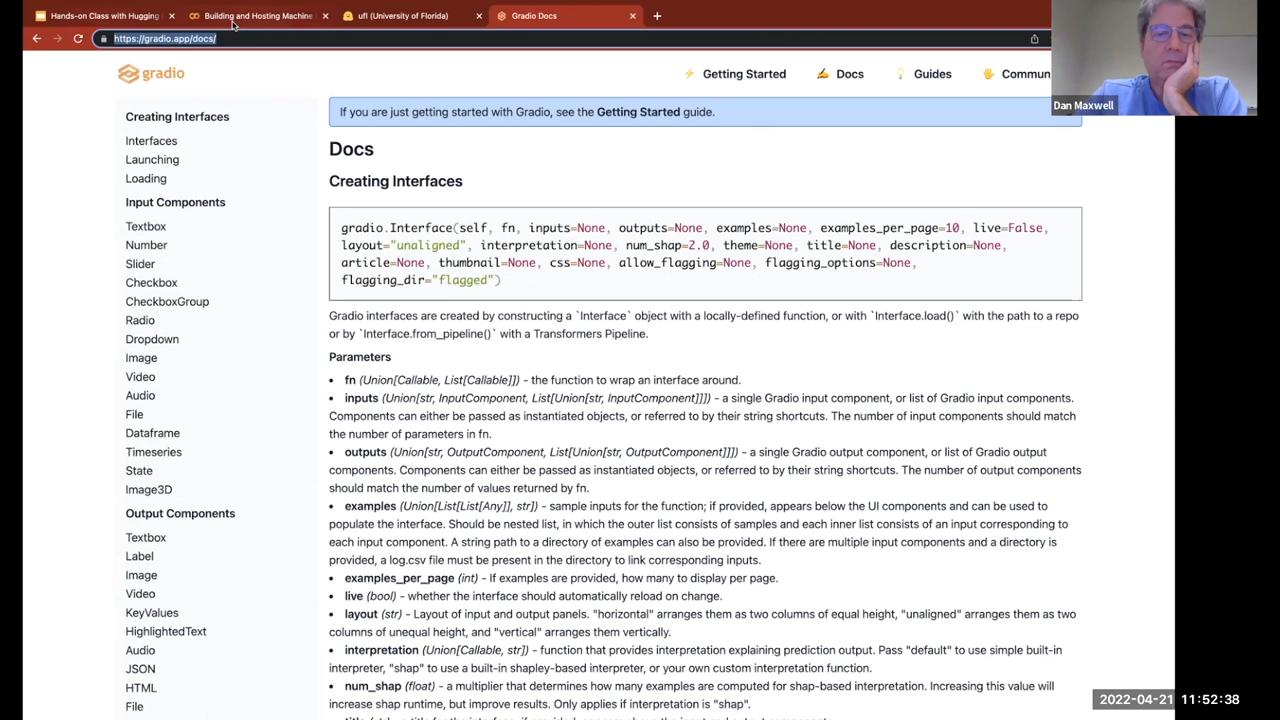 Hands-on Class with Hugging
Building and Hosting Machine
ufl (University of Florida)
Gradio Docs
https://gradio.app/docs/
gradio
Getting Started
Docs
Guides
Commun
Dan Maxwell
If you are just getting started with Gradio, see the Getting Started guide.
Creating Interfaces
Interfaces
Launching
Loading
Input Components
Textbox
Number
Slider
Checkbox
CheckboxGroup
Radio
Dropdown
Image
Video
Audio
File
Dataframe
Timeseries
State
Image3D
Output Components
Textbox
Label
Image
Video
KeyValues
HighlightedText
Audio
JSON
HTML
File
Docs
Creating Interfaces
gradio.Interface(self, fn, inputs=None, outputs=None, examples=None, examples_per_page=10, live=False,
layout="unaligned", interpretation=None, num_shap=2.0, theme=None, title=None, description=None,
article=None, thumbnail=None, css=None, allow_flagging=None, flagging_options=None,
flagging_dir="flagged")
Gradio interfaces are created by constructing a `Interface` object with a locally-defined function, or with `Interface.load()` with the path to a repo
or by `Interface.from_pipeline()` with a Transformers Pipeline.
Parameters
• fn (Union[Callable, List[Callable]]) - the function to wrap an interface around.
• inputs (Union[str, InputComponent, List[Union[str, InputComponent]]]) - a single Gradio input component, or list of Gradio input components.
Components can either be passed as instantiated objects, or referred to by their string shortcuts. The number of input components should match
the number of parameters in fn.
• outputs (Union[str, OutputComponent, List[Union[str, OutputComponent]]]) - a single Gradio output component, or list of Gradio output
components. Components can either be passed as instantiated objects, or referred to by their string shortcuts. The number of output components
should match the number of values returned by fn.
• examples (Union[List[List[Any]], str]) - sample inputs for the function; if provided, appears below the UI components and can be used to
populate the interface. Should be nested list, in which the outer list consists of samples and each inner list consists of an input corresponding to
each input component. A string path to a directory of examples can also be provided. If there are multiple input components and a directory is
provided, a log.csv file must be present in the directory to link corresponding inputs.
• examples_per_page (int) - If examples are provided, how many to display per page.
• live (bool) - whether the interface should automatically reload on change.
• layout (str) - Layout of input and output panels. "horizontal" arranges them as two columns of equal height, "unaligned" arranges them as two
columns of unequal height, and "vertical" arranges them vertically.
• interpretation (Union[Callable, str]) - function that provides interpretation explaining prediction output. Pass "default" to use simple built-in
interpreter, "shap" to use a built-in shapley-based interpreter, or your own custom interpretation function.
• num_shap (float) - a multiplier that determines how many examples are computed for shap-based interpretation. Increasing this value will
increase shap runtime, but improve results. Only applies if interpretation is "shap".
2022-04-21 11:52:38